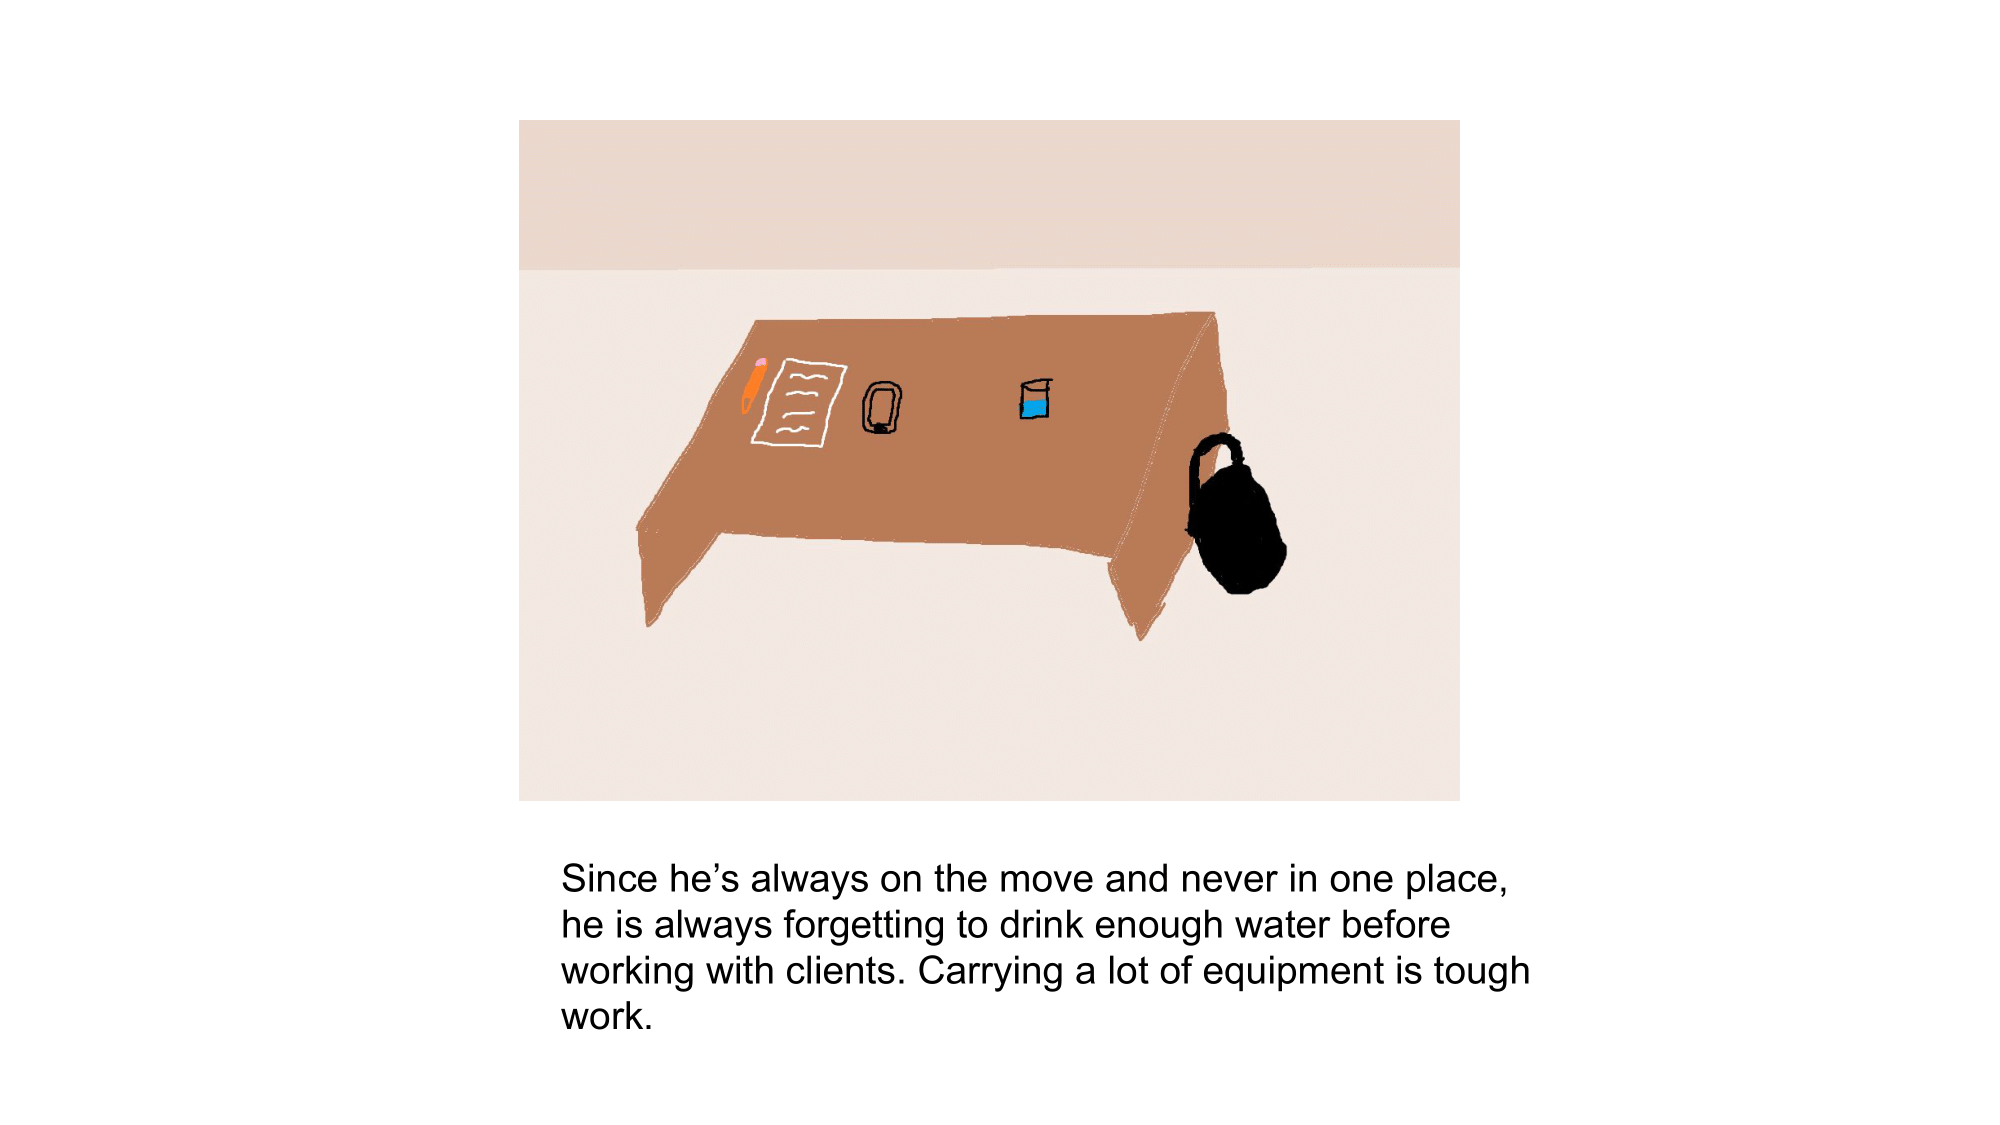 Since he’s always on the move and never in one place,
he is always forgetting to drink enough water before
working with clients. Carrying a lot of equipment is tough
work.